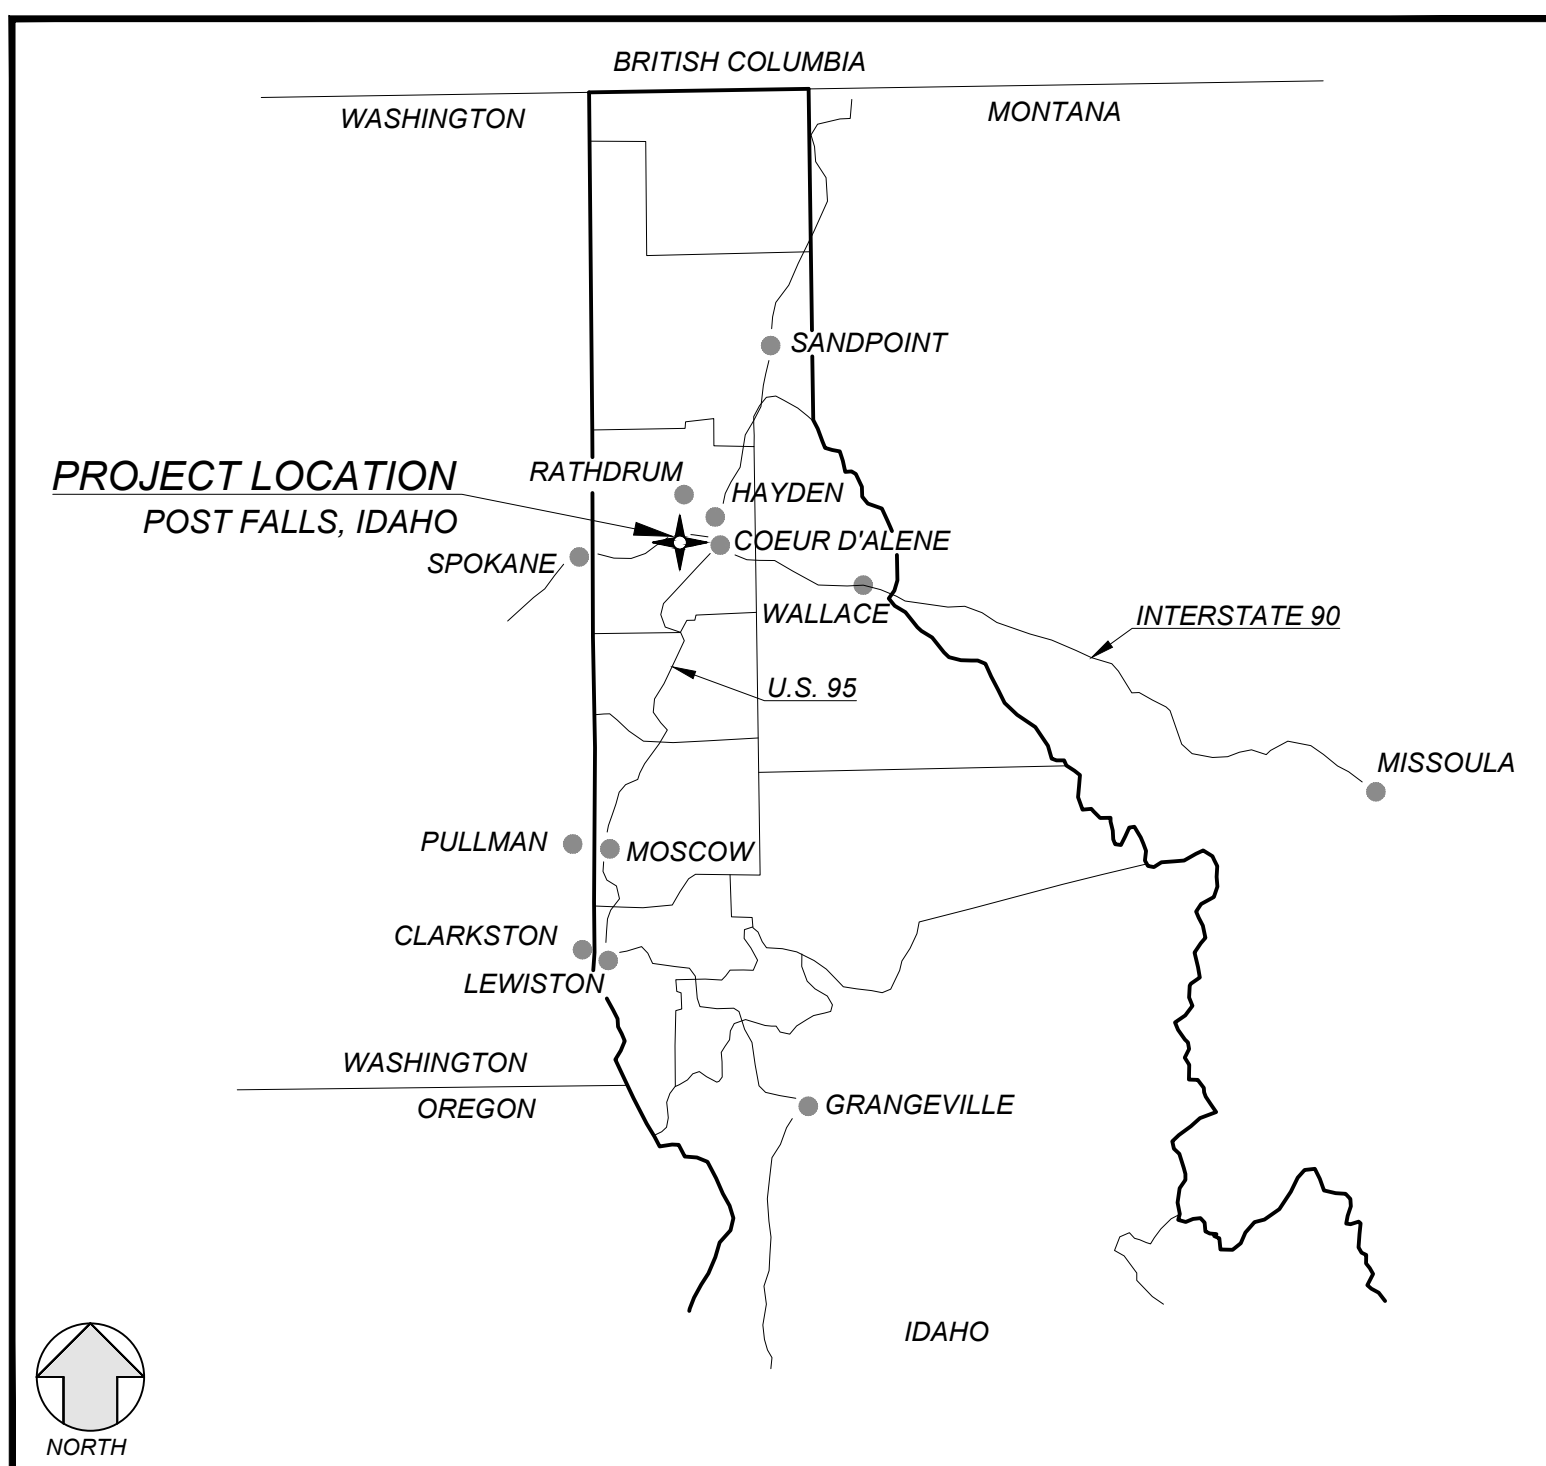 BRITISH COLUMBIA
WASHINGTON
MONTANA
SANDPOINT
PROJECT LOCATION
POST FALLS, IDAHO
RATHDRUM
HAYDEN
COEUR D'ALENE
SPOKANE
WALLACE
INTERSTATE 90
U.S. 95
MISSOULA
PULLMAN
MOSCOW
CLARKSTON
LEWISTON
WASHINGTON
OREGON
GRANGEVILLE
IDAHO
NORTH